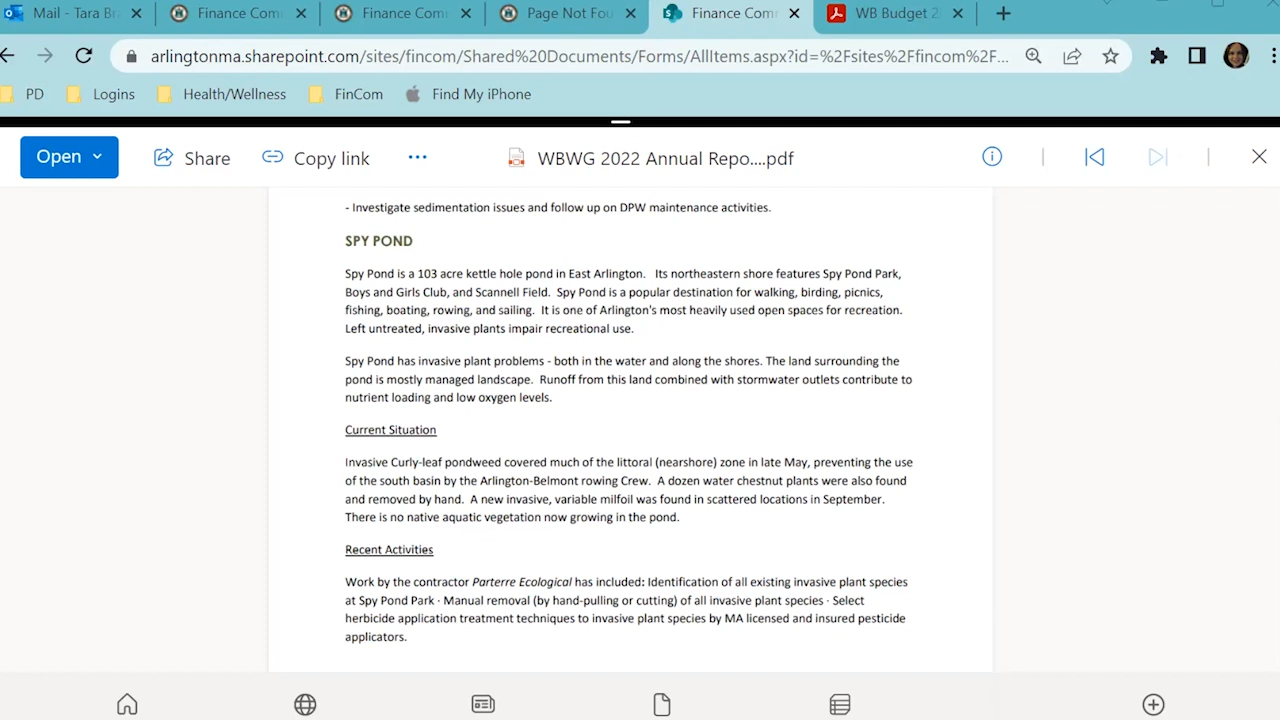 Mail - Tara Bra
Finance Com
Finance Com
Page Not Fou
Finance Com
WB Budget 2
arlingtonma.sharepoint.com/sites/fincom/Shared%20Documents/Forms/AllItems.aspx?id=%2Fsites%2Ffincom%2F...
PD
Logins
Health/Wellness
FinCom
Find My iPhone
Open
Share
Copy link
WBWG 2022 Annual Repo....pdf
- Investigate sedimentation issues and follow up on DPW maintenance activities.
SPY POND
Spy Pond is a 103 acre kettle hole pond in East Arlington. Its northeastern shore features Spy Pond Park,
Boys and Girls Club, and Scannell Field. Spy Pond is a popular destination for walking, birding, picnics,
fishing, boating, rowing, and sailing. It is one of Arlington's most heavily used open spaces for recreation.
Left untreated, invasive plants impair recreational use.
Spy Pond has invasive plant problems - both in the water and along the shores. The land surrounding the
pond is mostly managed landscape. Runoff from this land combined with stormwater outlets contribute to
nutrient loading and low oxygen levels.
Current Situation
Invasive Curly-leaf pondweed covered much of the littoral (nearshore) zone in late May, preventing the use
of the south basin by the Arlington-Belmont rowing Crew. A dozen water chestnut plants were also found
and removed by hand. A new invasive, variable milfoil was found in scattered locations in September.
There is no native aquatic vegetation now growing in the pond.
Recent Activities
Work by the contractor Parterre Ecological has included: Identification of all existing invasive plant species
at Spy Pond Park · Manual removal (by hand-pulling or cutting) of all invasive plant species · Select
herbicide application treatment techniques to invasive plant species by MA licensed and insured pesticide
applicators.